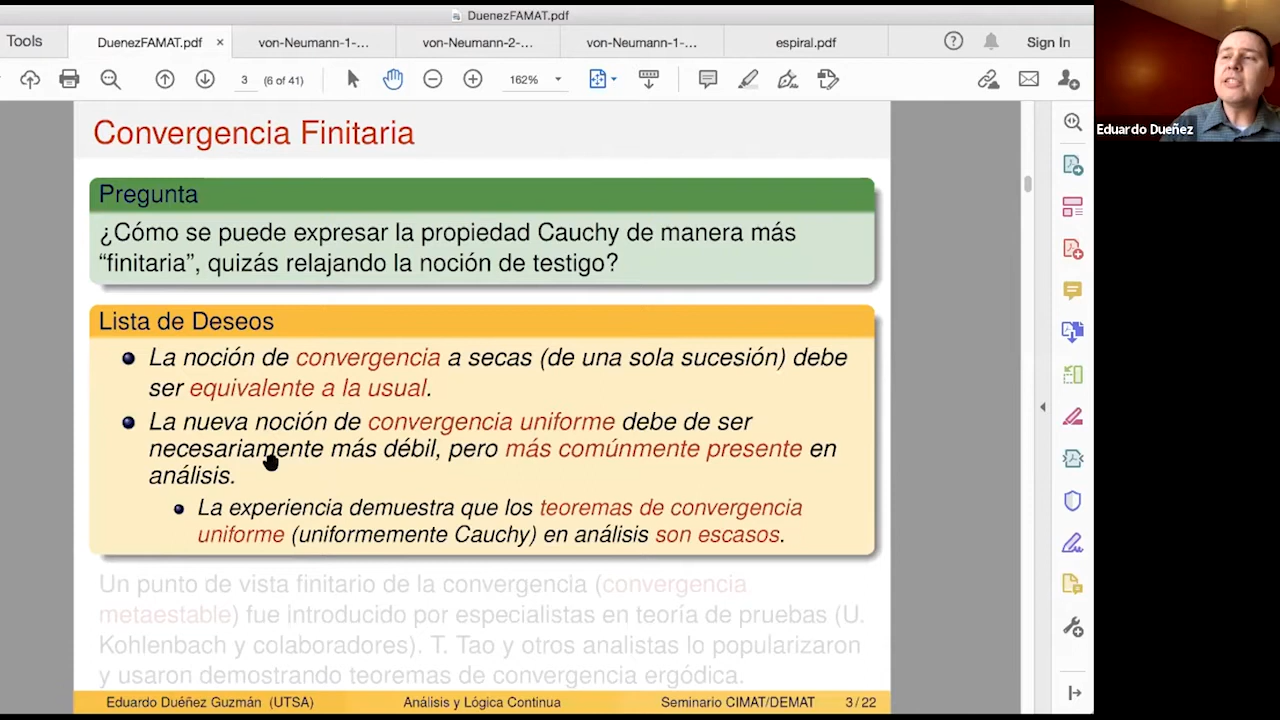 DuenezFAMAT.pdf
Tools
DuenezFAMAT.pdf ×
von-Neumann-1-...
von-Neumann-2-...
von-Neumann-1-...
espiral.pdf
Sign In
3 (6 of 41)
162%
Convergencia Finitaria
Pregunta
¿Cómo se puede expresar la propiedad Cauchy de manera más
“finitaria”, quizás relajando la noción de testigo?
Lista de Deseos
La noción de convergencia a secas (de una sola sucesión) debe
ser equivalente a la usual.
La nueva noción de convergencia uniforme debe de ser
necesariamente más débil, pero más comúnmente presente en
análisis.
La experiencia demuestra que los teoremas de convergencia
uniforme (uniformemente Cauchy) en análisis son escasos.
Un punto de vista finitario de la convergencia (convergencia
metaestable) fue introducido por especialistas en teoría de pruebas (U.
Kohlenbach y colaboradores). T. Tao y otros analistas lo popularizaron
y usaron demostrando teoremas de convergencia ergódica.
Eduardo Duéñez Guzmán (UTSA)
Análisis y Lógica Continua
Seminario CIMAT/DEMAT
3 / 22
Eduardo Dueñez